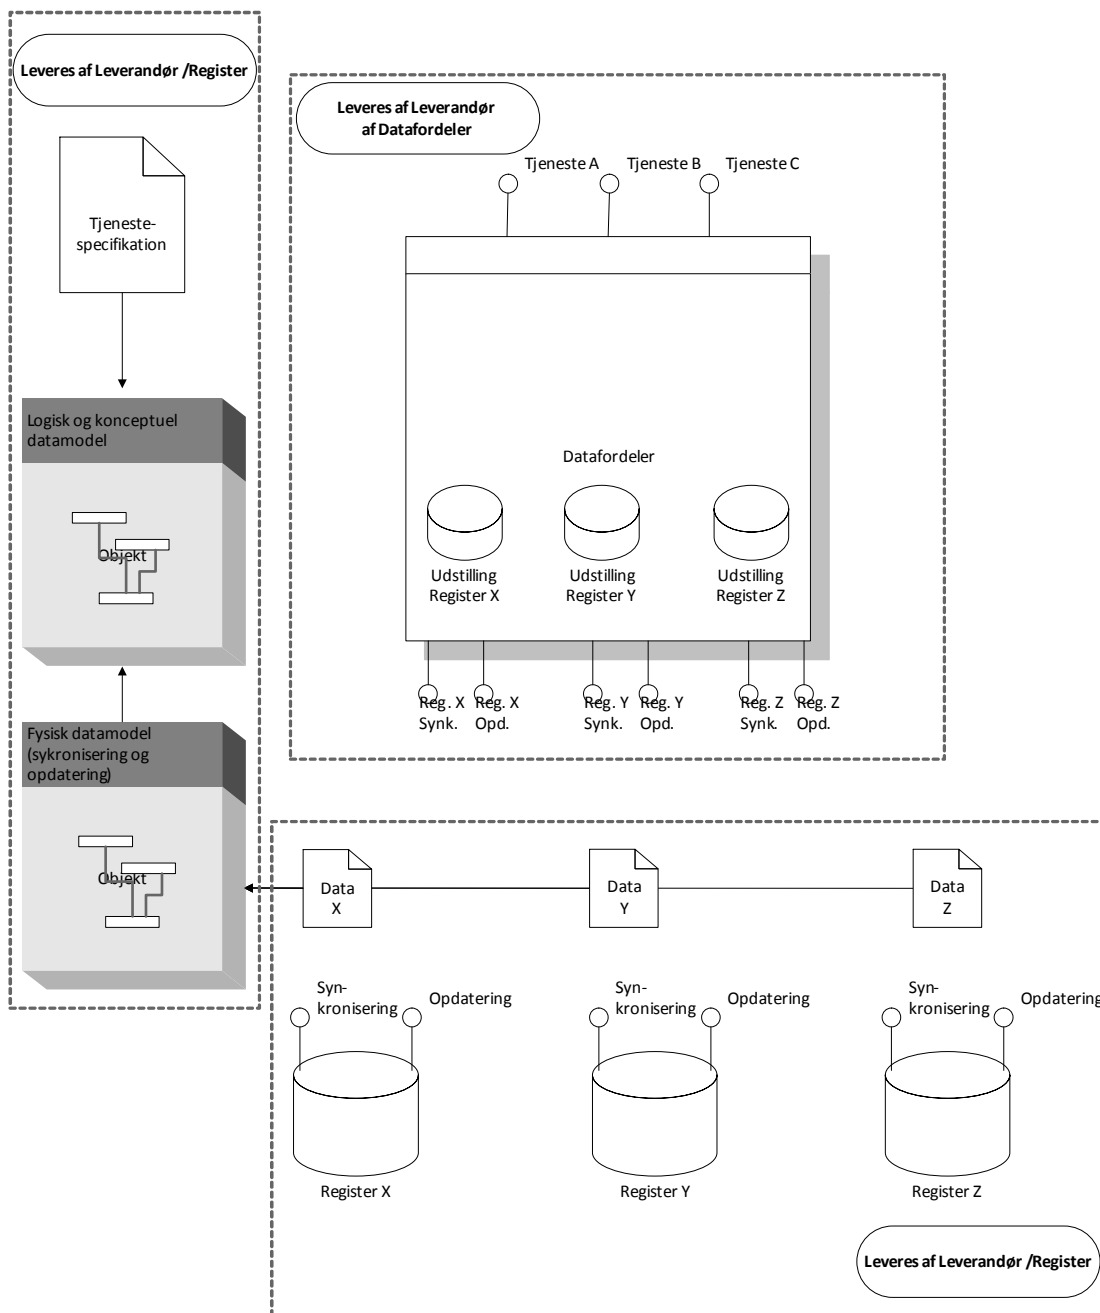 Leveres af Leverandør /Register
Tjeneste-
specifikation
Logisk og konceptuel
datamodel
Objekt
Fysisk datamodel
(sykronisering og
opdatering)
Objekt
Leveres af Leverandør
af Datafordeler
Tjeneste A
Tjeneste B
Tjeneste C
Datafordeler
Udstilling
Register X
Udstilling
Register Y
Udstilling
Register Z
Reg. X
Synk.
Reg. X
Opd.
Reg. Y
Synk.
Reg. Y
Opd.
Reg. Z
Synk.
Reg. Z
Opd.
Data
X
Data
Y
Data
Z
Syn-
kronisering
Opdatering
Syn-
kronisering
Opdatering
Syn-
kronisering
Opdatering
Register X
Register Y
Register Z
Leveres af Leverandør /Register